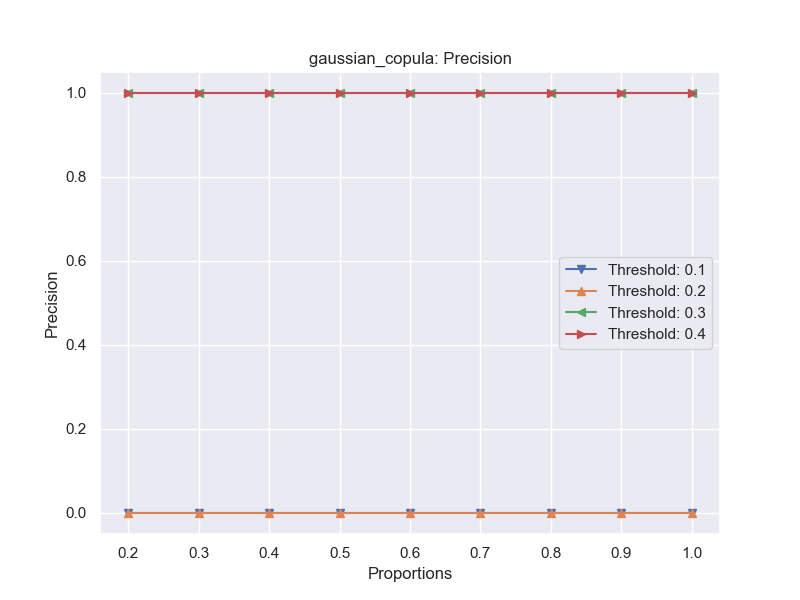 gaussian_copula: Precision
1.0
0.8
0.6
0.4
0.2
0.0
Precision
Threshold: 0.1
Threshold: 0.2
Threshold: 0.3
Threshold: 0.4
0.2 0.3 0.4 0.5 0.6 0.7 0.8 0.9 1.0
Proportions